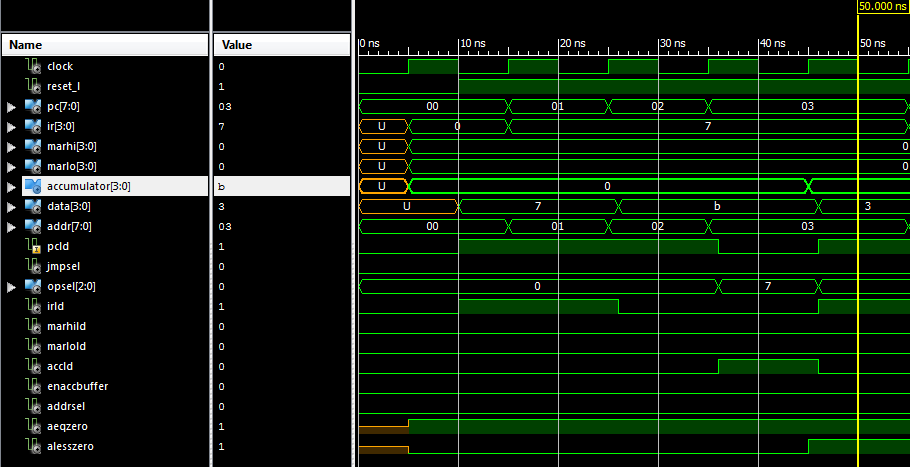 50.000 ns
Name Value 0 ns 10 ns 20 ns 30 ns 40 ns 50 ns
clock 0
reset_l 1
pc[7:0] 03 00 01 02 03
ir[3:0] 7 U 0 7
marhi[3:0] 0 U 0
marlo[3:0] 0 U 0
accumulator[3:0] b U 0
data[3:0] 3 U 7 b 3
addr[7:0] 03 00 01 02 03
pcld 1
jmpsel 0
opsel[2:0] 0 0 7
irld 1
marhild 0
marlold 0
accld 0
enaccbuffer 0
addrsel 0
aeqzero 1
alesszero 1